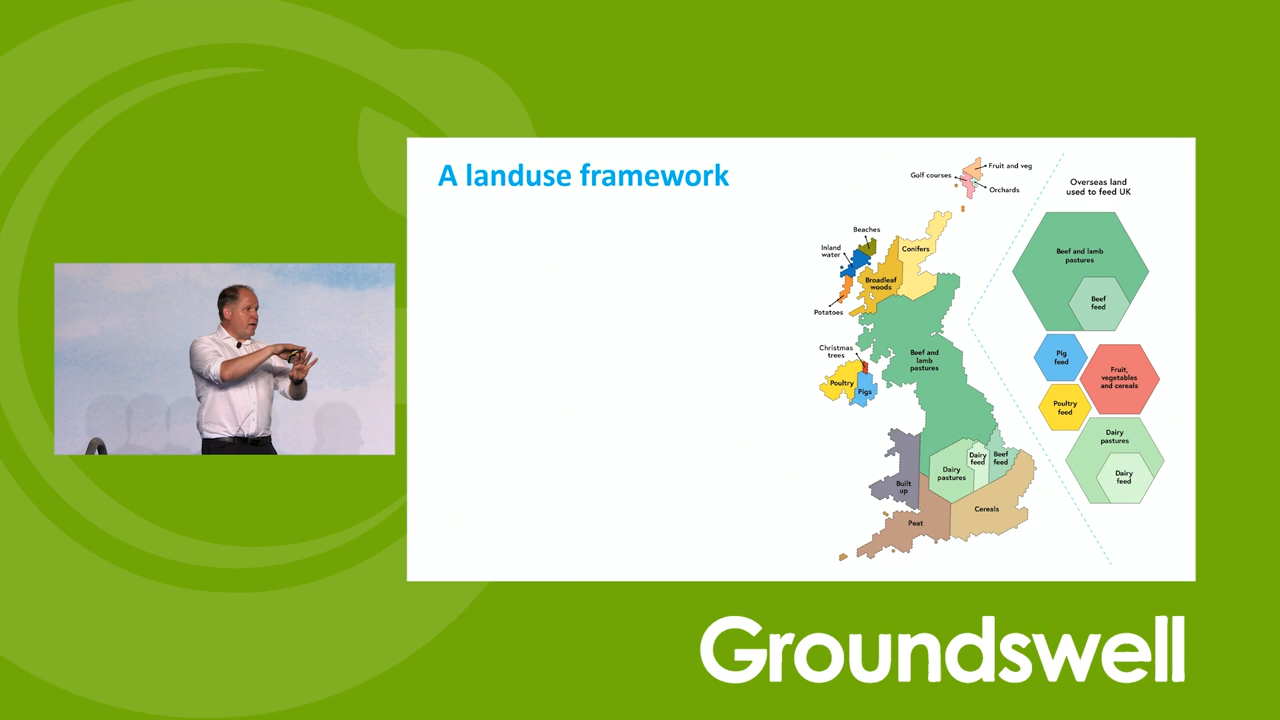 A landuse framework
Fruit and veg
Golf courses
Orchards
Overseas land
used to feed UK
Beaches
Inland
water
Conifers
Broadleaf
woods
Potatoes
Beef and lamb
pastures
Beef
feed
Christmas
trees
Beef and
lamb
pastures
Poultry
Pigs
Pig
feed
Fruit,
vegetables
and cereals
Poultry
feed
Dairy
pastures
Dairy
feed
Dairy
pastures
Dairy
feed
Beef
feed
Built
up
Cereals
Peat
Groundswell